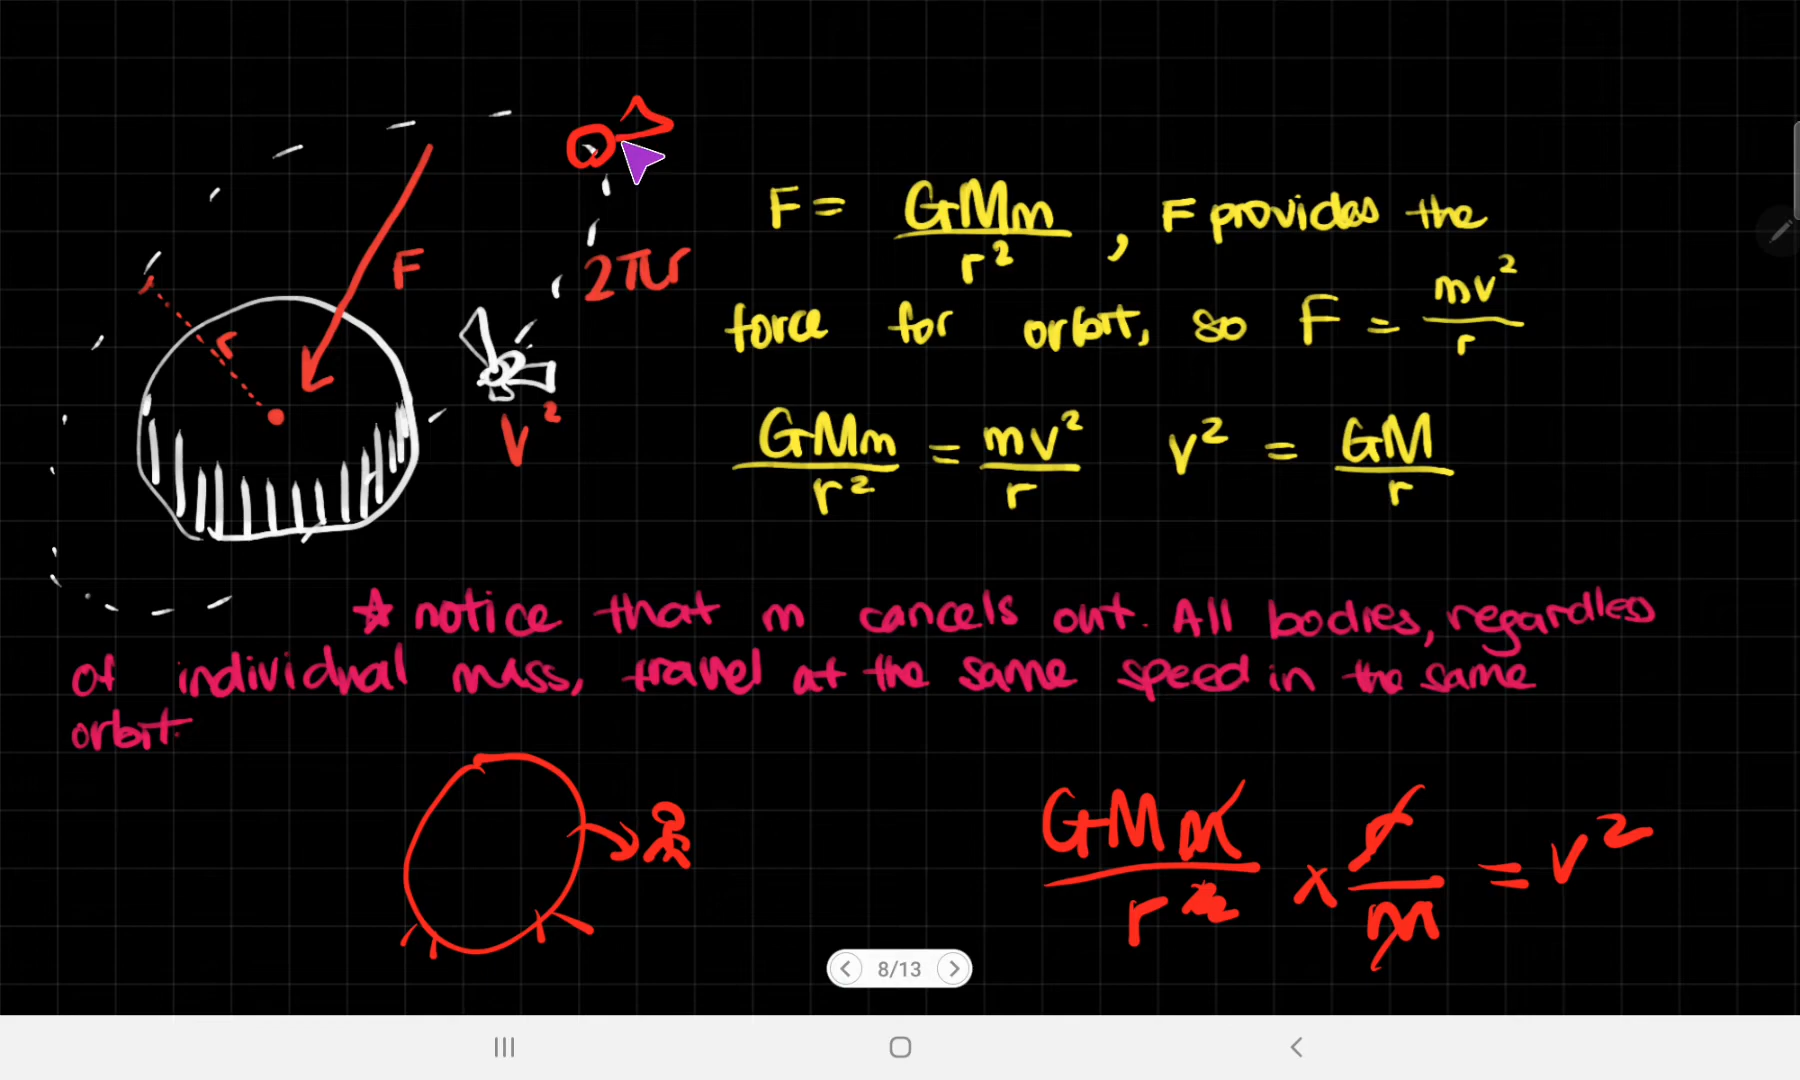 F = GMm / r² , F provides the
force for orbit, so F = mv² / r
F
2πr
r
v²
GMm / r² = mv² / r    v² = GM / r
☆ notice that m cancels out. All bodies, regardless
of individual mass, travel at the same speed in the same
orbit.
GMm / r² × r / m = v²
8/13